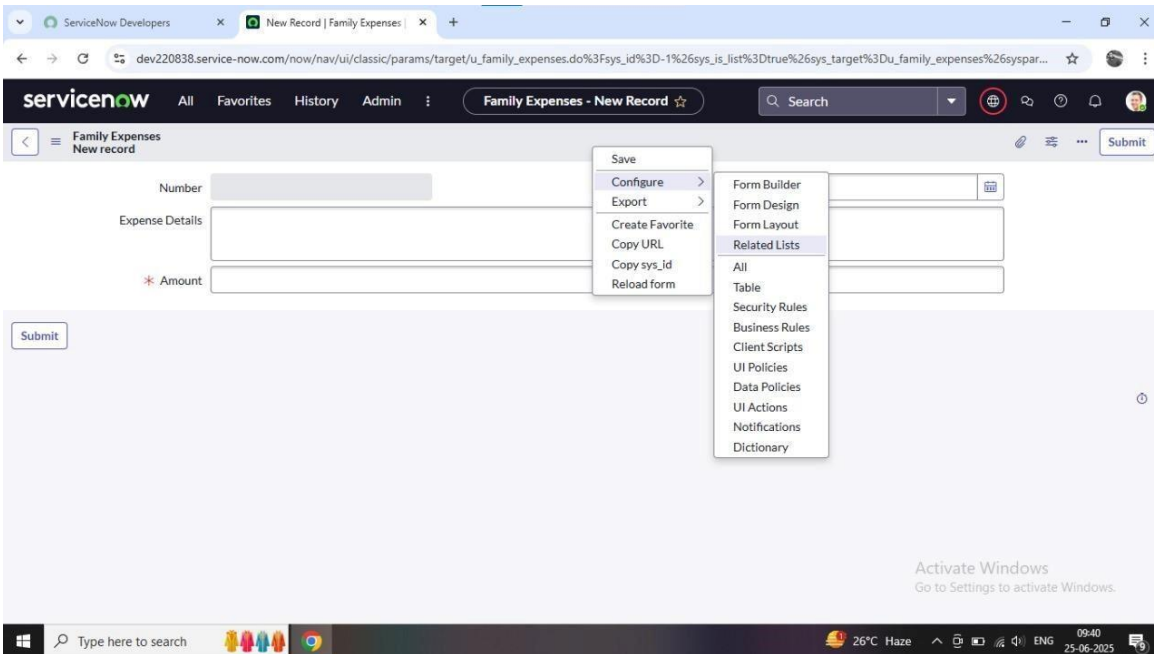 ServiceNow Developers
New Record | Family Expenses |
dev220838.service-now.com/now/nav/ui/classic/params/target/u_family_expenses.do%3Fsys_id%3D-1%26sys_is_list%3Dtrue%26sys_target%3Du_family_expenses%26syspar...
servicenow All Favorites History Admin Family Expenses - New Record Search
Family Expenses
New record
Submit
Number
Expense Details
* Amount
Submit
Save
Configure
Export
Create Favorite
Copy URL
Copy sys_id
Reload form
Form Builder
Form Design
Form Layout
Related Lists
All
Table
Security Rules
Business Rules
Client Scripts
UI Policies
Data Policies
UI Actions
Notifications
Dictionary
Activate Windows
Go to Settings to activate Windows.
Type here to search
26°C Haze
ENG
09:40
25-06-2025